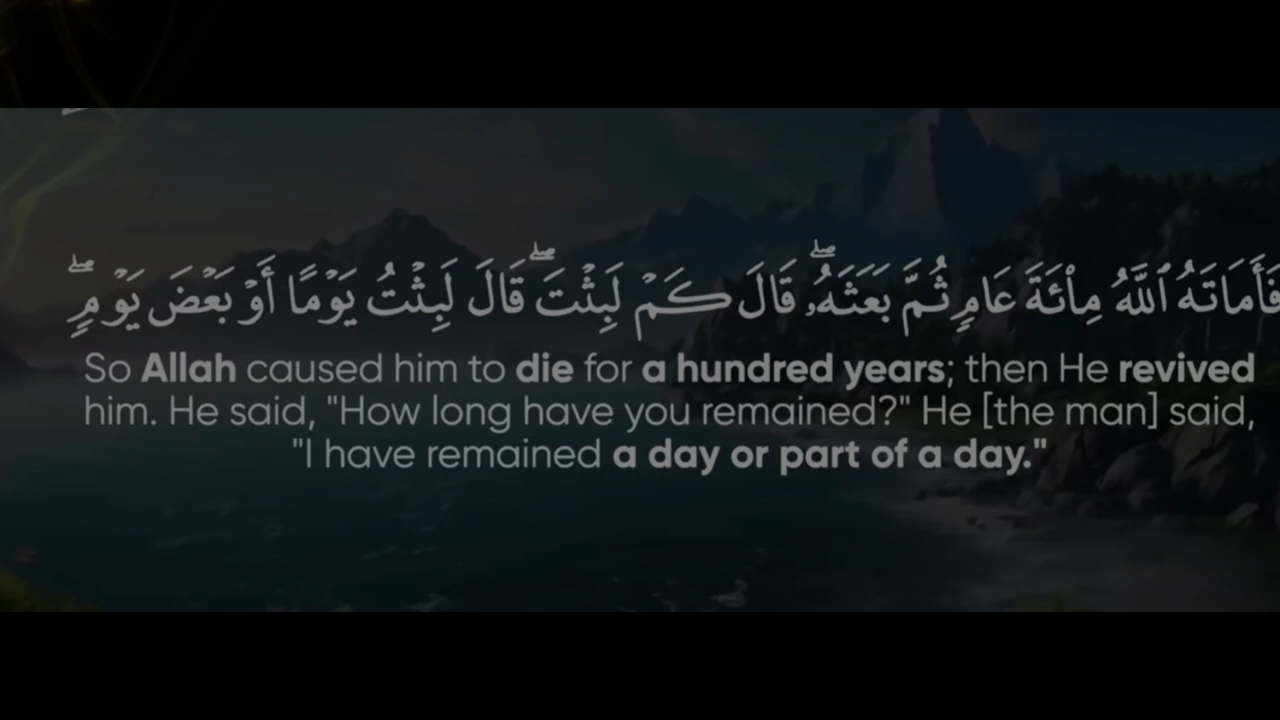 فَأَمَاتَهُ ٱللَّهُ مِا۟ئَةَ عَامٍ ثُمَّ بَعَثَهُۥ ۖ قَالَ كَمْ لَبِثْتَ ۖ قَالَ لَبِثْتُ يَوْمًا أَوْ بَعْضَ يَوْمٍ ۖ
So Allah caused him to die for a hundred years; then He revived
him. He said, "How long have you remained?" He [the man] said,
"I have remained a day or part of a day."